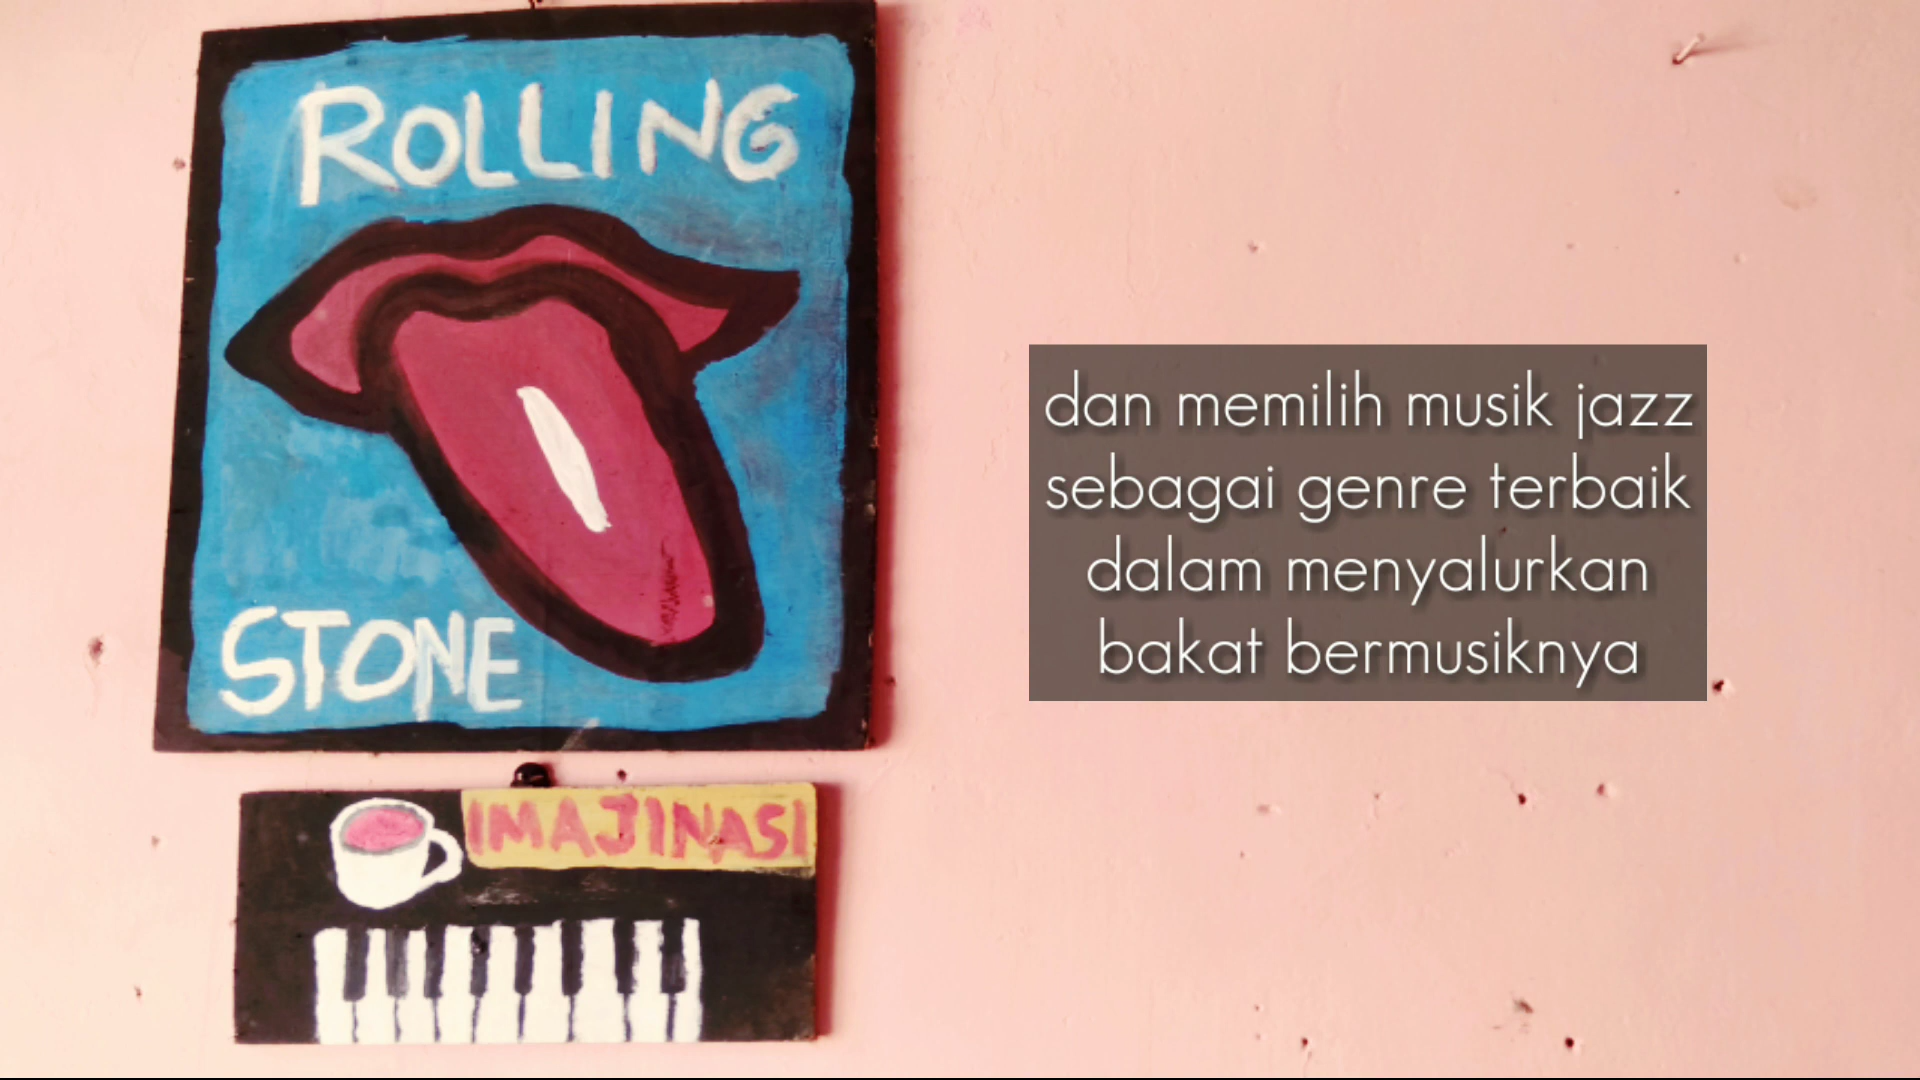 ROLLING
STONE
IMAJINASI
dan memilih musik jazz
sebagai genre terbaik
dalam menyalurkan
bakat bermusiknya